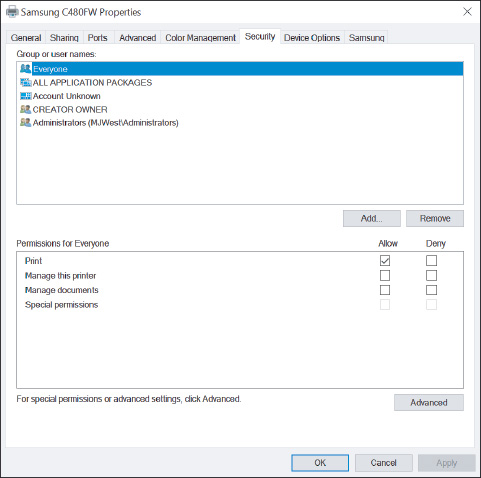 Samsung C480FW Properties
General Sharing Ports Advanced Color Management Security Device Options Samsung
Group or user names:
Everyone
ALL APPLICATION PACKAGES
Account Unknown
CREATOR OWNER
Administrators (MJWest\Administrators)
Add... Remove
Permissions for Everyone Allow Deny
Print
Manage this printer
Manage documents
Special permissions
For special permissions or advanced settings, click Advanced.
Advanced
OK Cancel Apply